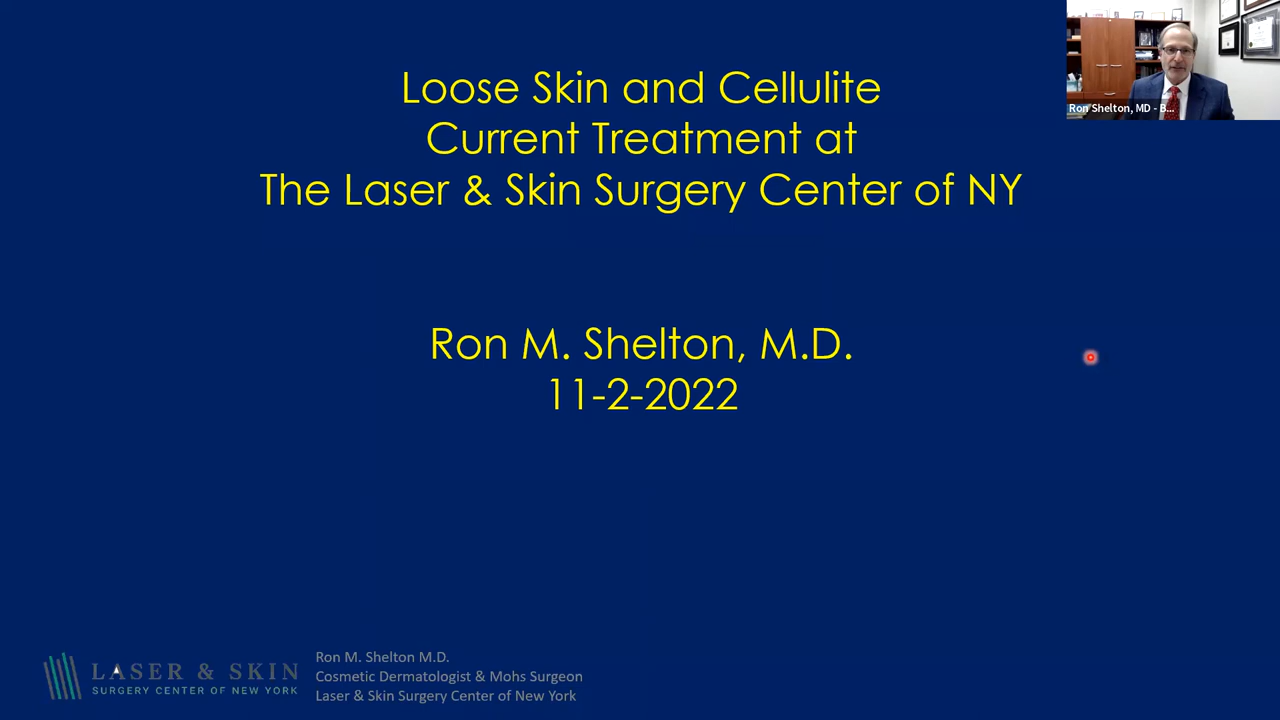 Loose Skin and Cellulite
Current Treatment at
The Laser & Skin Surgery Center of NY
Ron Shelton, MD - B...
Ron M. Shelton, M.D.
11-2-2022
LASER & SKIN
SURGERY CENTER OF NEW YORK
Ron M. Shelton M.D.
Cosmetic Dermatologist & Mohs Surgeon
Laser & Skin Surgery Center of New York